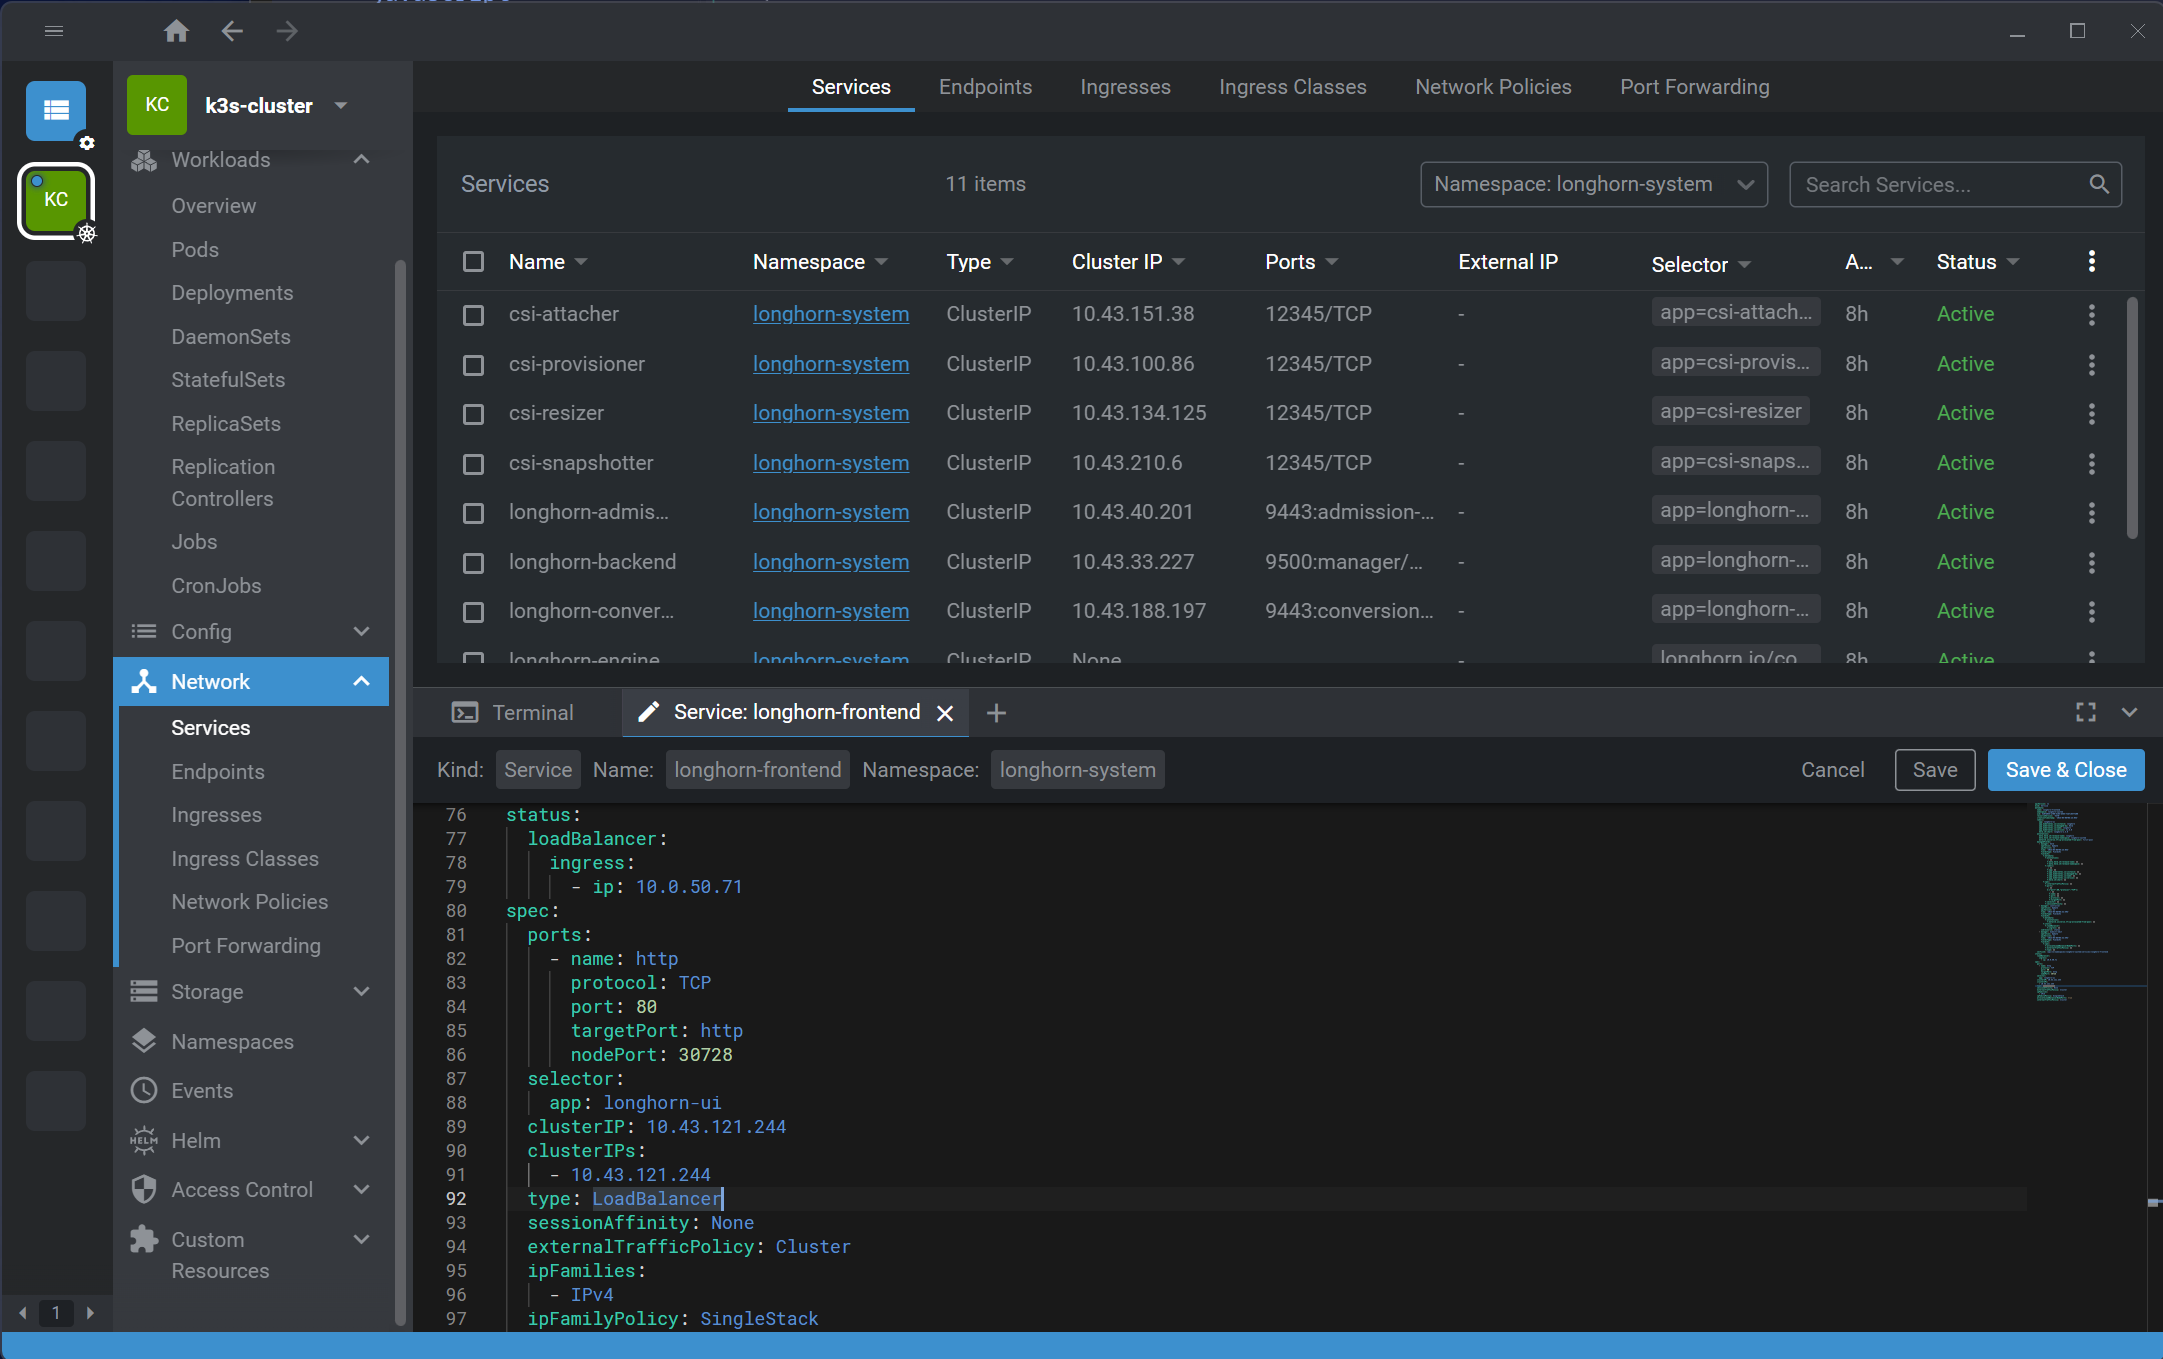 Services Endpoints Ingresses Ingress Classes Network Policies Port Forwarding
KC k3s-cluster
KC
Workloads
Overview
Pods
Deployments
DaemonSets
StatefulSets
ReplicaSets
Replication
Controllers
Jobs
CronJobs
Config
Network
Services
Endpoints
Ingresses
Ingress Classes
Network Policies
Port Forwarding
Storage
Namespaces
Events
HELM Helm
Access Control
Custom
Resources
1
Services 11 items Namespace: longhorn-system Search Services...
Name Namespace Type Cluster IP Ports External IP Selector A... Status
csi-attacher longhorn-system ClusterIP 10.43.151.38 12345/TCP - app=csi-attach... 8h Active
csi-provisioner longhorn-system ClusterIP 10.43.100.86 12345/TCP - app=csi-provis... 8h Active
csi-resizer longhorn-system ClusterIP 10.43.134.125 12345/TCP - app=csi-resizer 8h Active
csi-snapshotter longhorn-system ClusterIP 10.43.210.6 12345/TCP - app=csi-snaps... 8h Active
longhorn-admis... longhorn-system ClusterIP 10.43.40.201 9443:admission-... - app=longhorn-... 8h Active
longhorn-backend longhorn-system ClusterIP 10.43.33.227 9500:manager/... - app=longhorn-... 8h Active
longhorn-conver... longhorn-system ClusterIP 10.43.188.197 9443:conversion... - app=longhorn-... 8h Active
longhorn-engine longhorn-system ClusterIP None - longhorn.io/co... 8h Active
Terminal Service: longhorn-frontend
Kind: Service Name: longhorn-frontend Namespace: longhorn-system Cancel Save Save & Close
76 status:
77 loadBalancer:
78 ingress:
79 - ip: 10.0.50.71
80 spec:
81 ports:
82 - name: http
83 protocol: TCP
84 port: 80
85 targetPort: http
86 nodePort: 30728
87 selector:
88 app: longhorn-ui
89 clusterIP: 10.43.121.244
90 clusterIPs:
91 - 10.43.121.244
92 type: LoadBalancer
93 sessionAffinity: None
94 externalTrafficPolicy: Cluster
95 ipFamilies:
96 - IPv4
97 ipFamilyPolicy: SingleStack